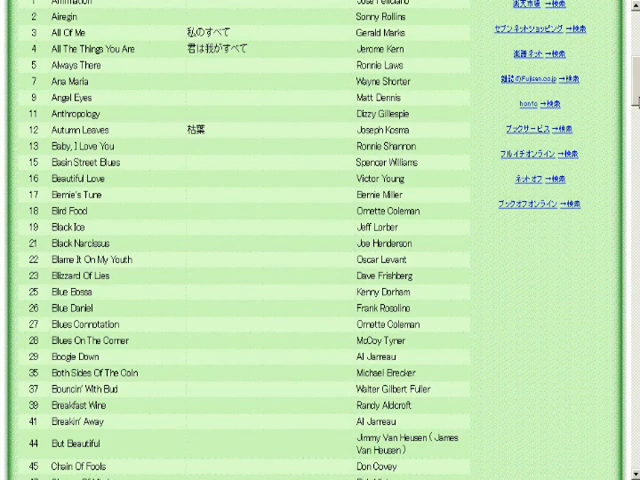 2 Airegin Sonny Rollins
3 All Of Me 私のすべて Gerald Marks
4 All The Things You Are 君は我がすべて Jerome Kern
5 Always There Ronnie Laws
7 Ana Maria Wayne Shorter
9 Angel Eyes Matt Dennis
11 Anthropology Dizzy Gillespie
12 Autumn Leaves 枯葉 Joseph Kosma
13 Baby, I Love You Ronnie Shannon
15 Basin Street Blues Spencer Williams
16 Beautiful Love Victor Young
17 Bernie's Tune Bernie Miller
18 Bird Food Ornette Coleman
19 Black Ice Jeff Lorber
21 Black Narcissus Joe Henderson
22 Blame It On My Youth Oscar Levant
23 Blizzard Of Lies Dave Frishberg
25 Blue Bossa Kenny Dorham
26 Blue Daniel Frank Rosolino
27 Blues Connotation Ornette Coleman
28 Blues On The Corner McCoy Tyner
29 Boogie Down Al Jarreau
35 Both Sides Of The Coin Michael Brecker
37 Bouncin' With Bud Walter Gilbert Fuller
39 Breakfast Wine Randy Aldcroft
41 Breakin' Away Al Jarreau
44 But Beautiful Jimmy Van Heusen ( James
Van Heusen )
45 Chain Of Fools Don Covey
楽天市場 →検索
セブンネットショッピング →検索
楽譜ネット →検索
雑誌のFujisan.co.jp →検索
honto →検索
ブックサービス →検索
フルイチオンライン →検索
ネットオフ →検索
ブックオフオンライン →検索